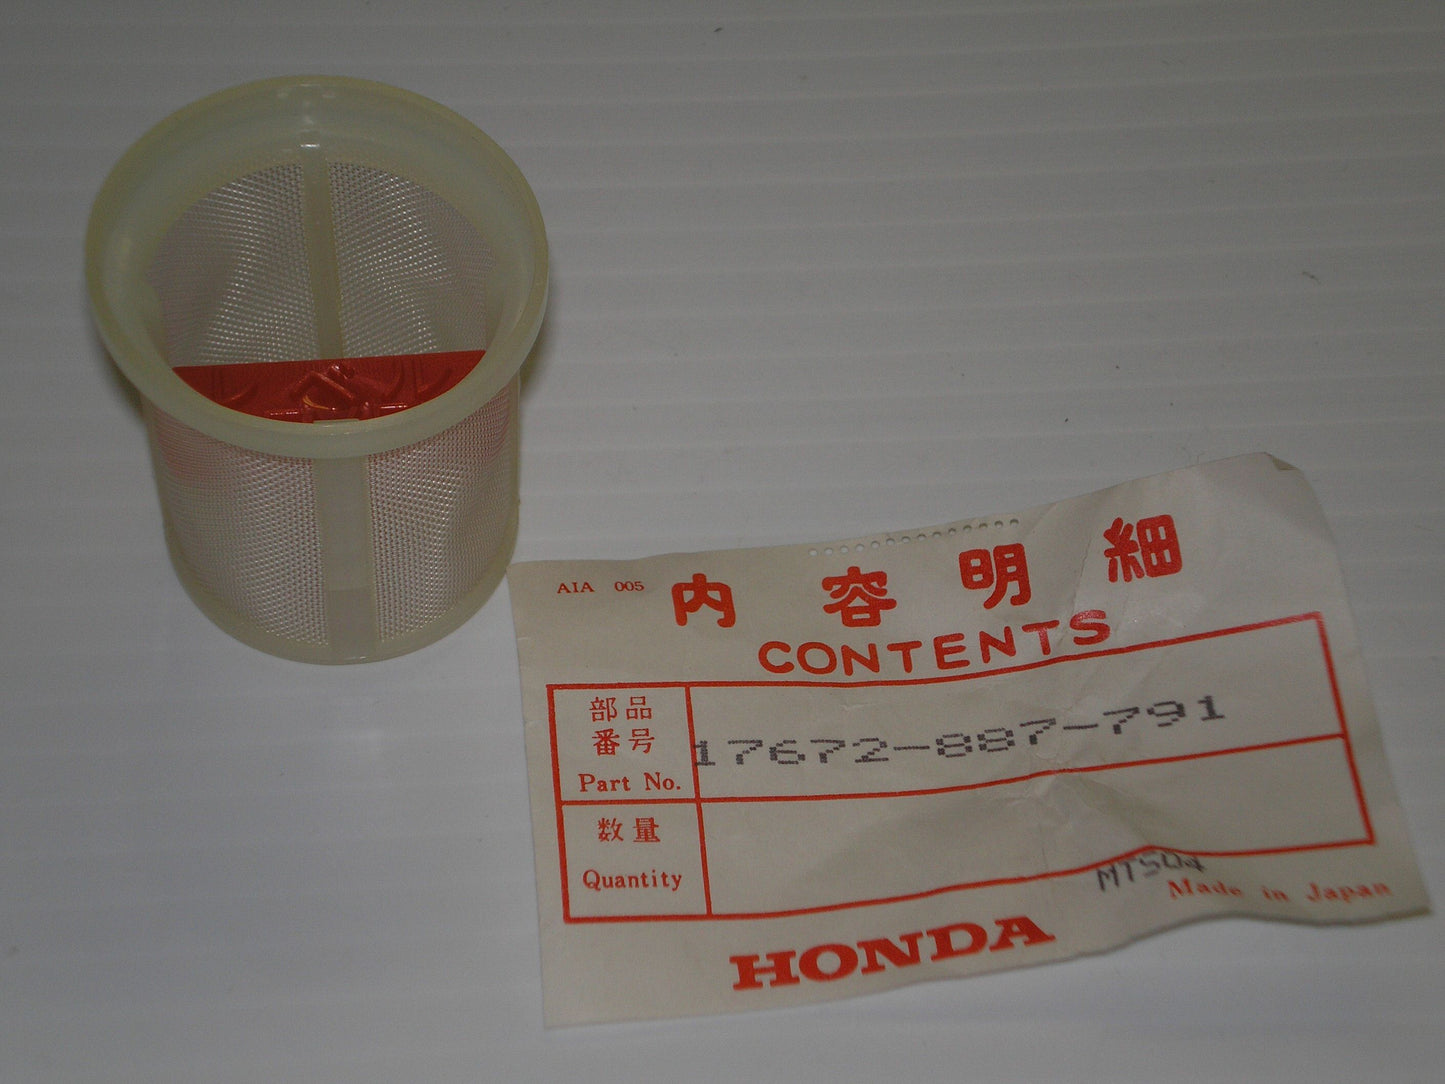 AIA 005
内容明細
CONTENTS
部品
番号
Part No.
17672-887-791
数量
Quantity
MTS04
Made in Japan
HONDA